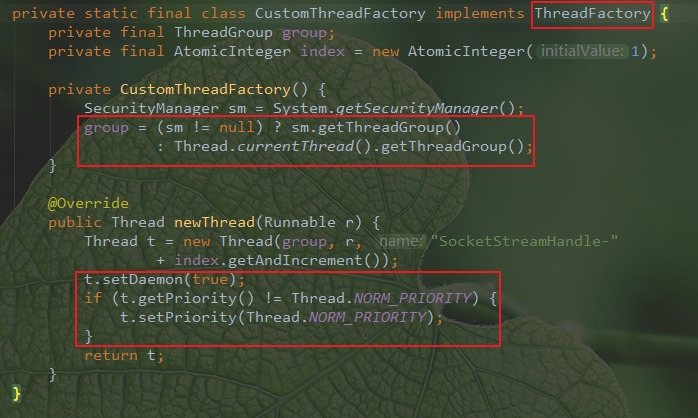 private static final class CustomThreadFactory implements ThreadFactory {
    private final ThreadGroup group;
    private final AtomicInteger index = new AtomicInteger( initialValue: 1);
    private CustomThreadFactory() {
        SecurityManager sm = System.getSecurityManager();
        group = (sm != null) ? sm.getThreadGroup()
                : Thread.currentThread().getThreadGroup();
    }
    @Override
    public Thread newThread(Runnable r) {
        Thread t = new Thread(group, r,  name: "SocketStreamHandle-"
                + index.getAndIncrement());
        t.setDaemon(true);
        if (t.getPriority() != Thread.NORM_PRIORITY) {
            t.setPriority(Thread.NORM_PRIORITY);
        }
        return t;
    }
}